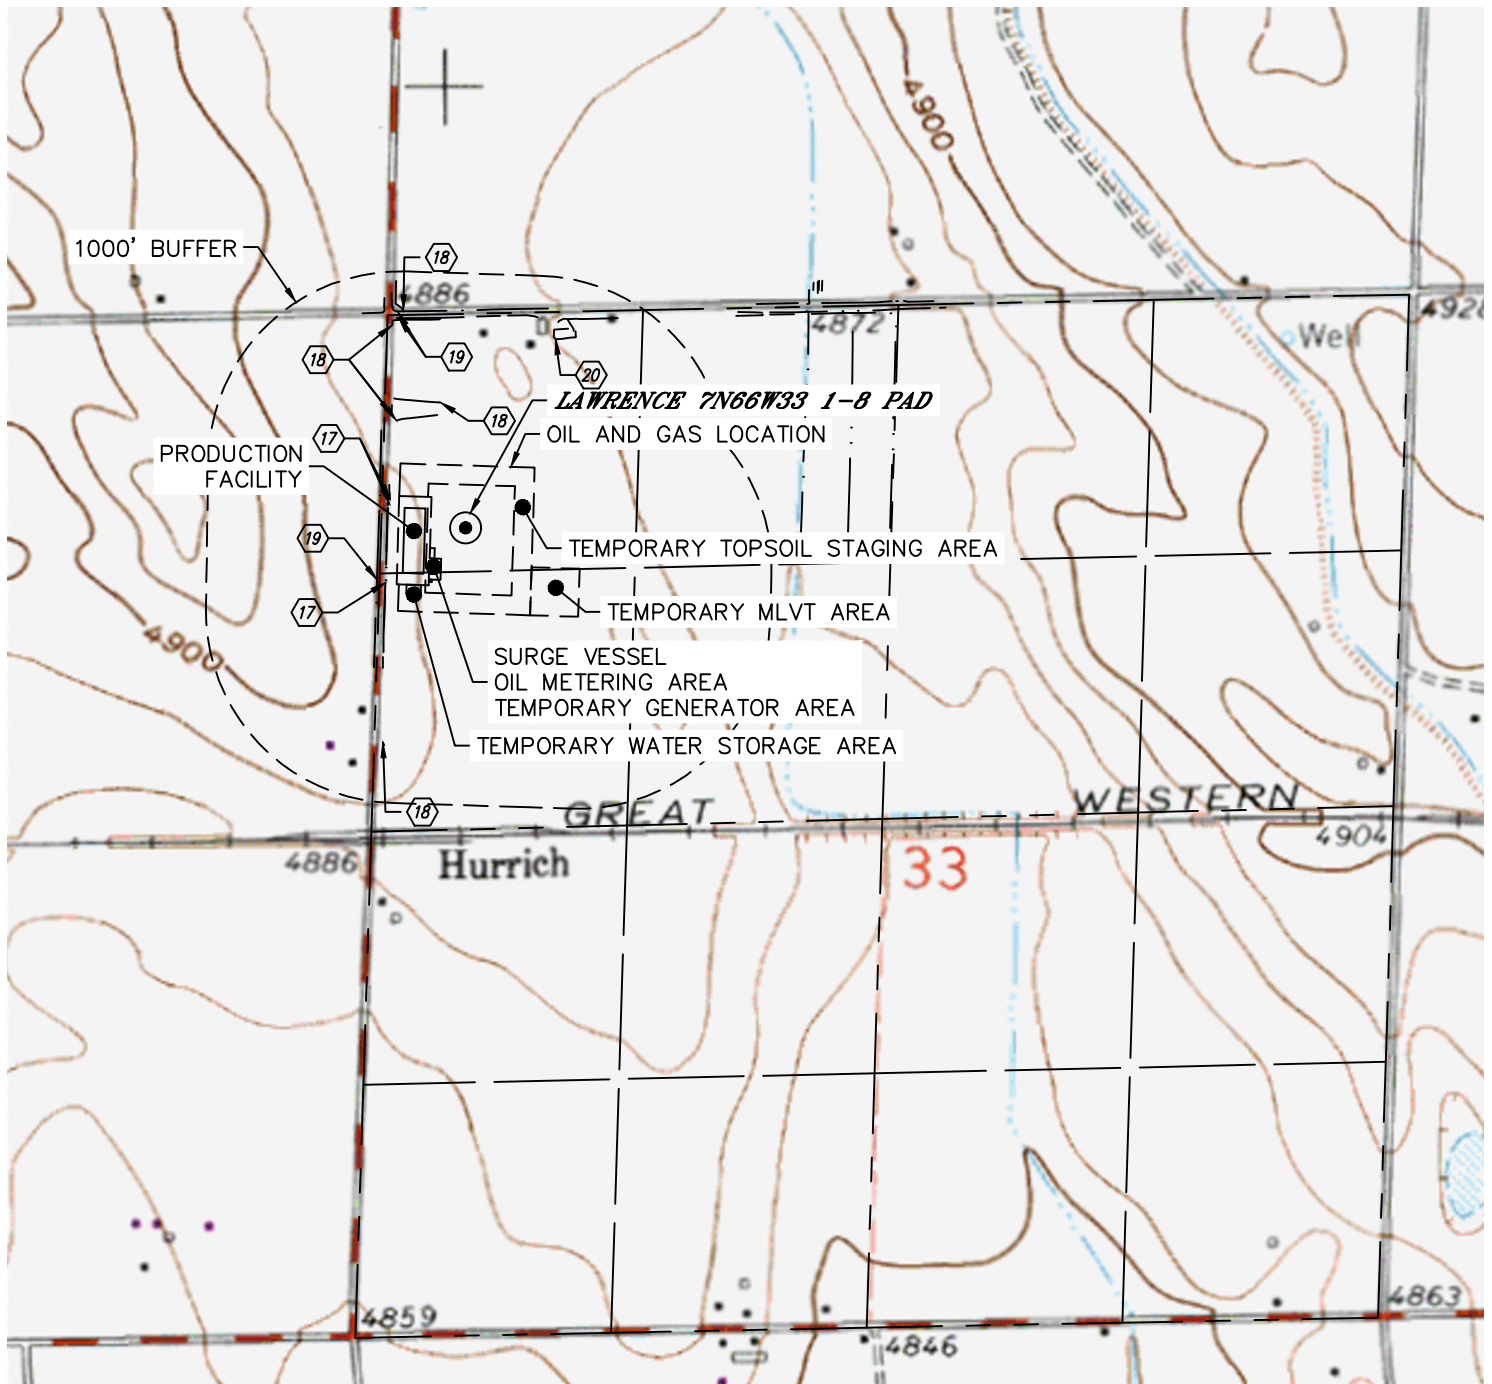 4900
1000' BUFFER
18
4886
4872
4928
Well
18
19
20
LAWRENCE 7N66W33 1-8 PAD
18
OIL AND GAS LOCATION
17
PRODUCTION
FACILITY
19
TEMPORARY TOPSOIL STAGING AREA
17
TEMPORARY MLVT AREA
4900
SURGE VESSEL
OIL METERING AREA
TEMPORARY GENERATOR AREA
TEMPORARY WATER STORAGE AREA
18
GREAT WESTERN
4904
4886
Hurrich
33
4859
4863
4846